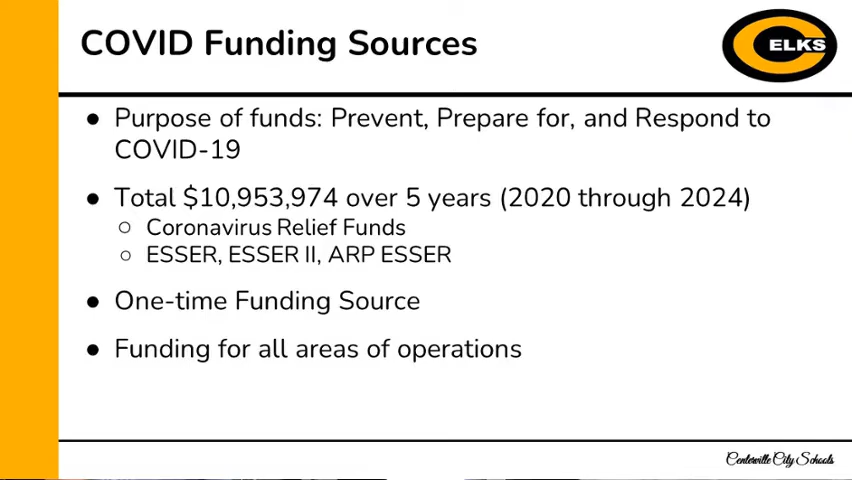 COVID Funding Sources
ELKS
● Purpose of funds: Prevent, Prepare for, and Respond to
COVID-19
● Total $10,953,974 over 5 years (2020 through 2024)
○ Coronavirus Relief Funds
○ ESSER, ESSER II, ARP ESSER
● One-time Funding Source
● Funding for all areas of operations
Centerville City Schools